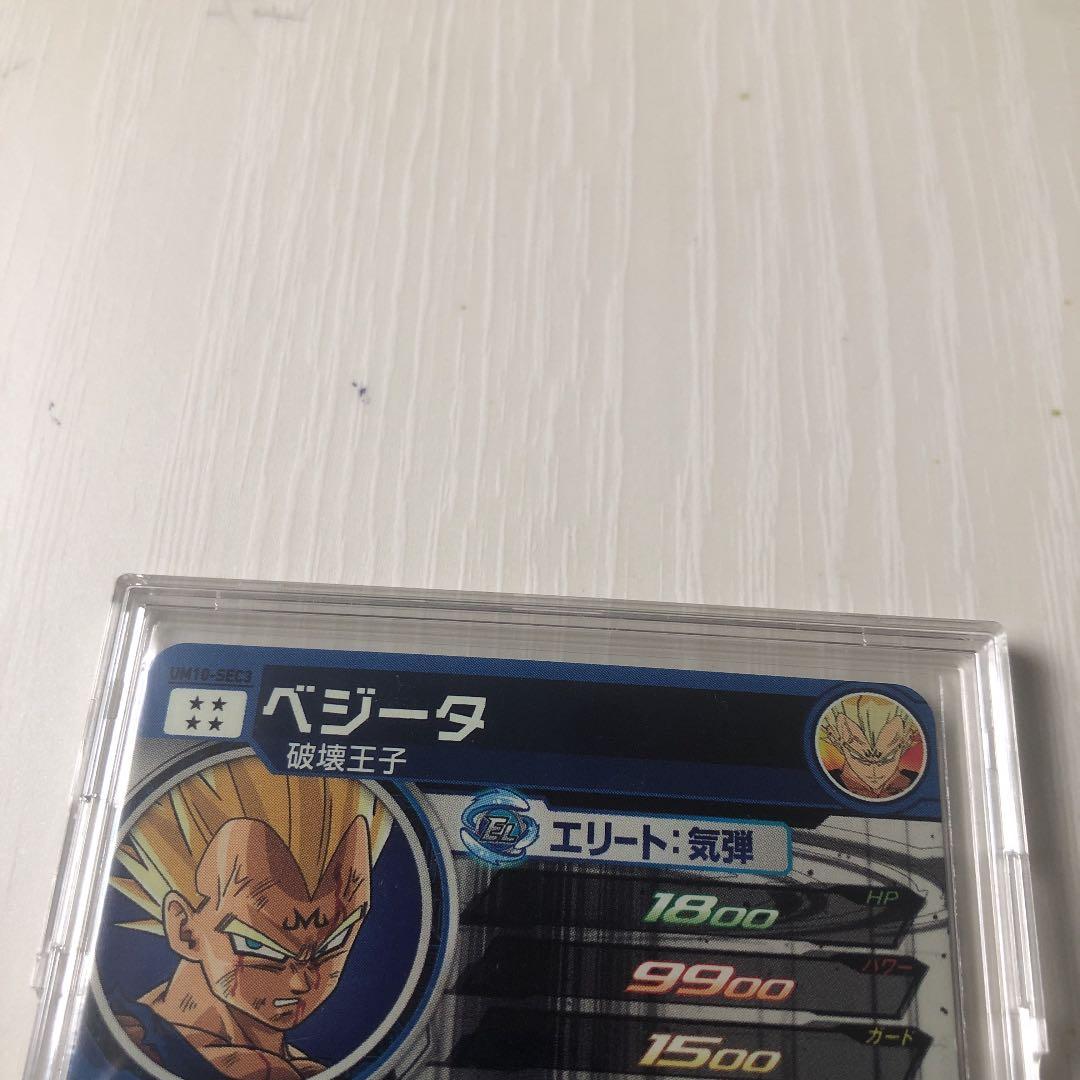 UM10-SEC3
ベジータ
破壊王子
EL エリート:気弾
1800 HP
9900 パワー
1500 ガード